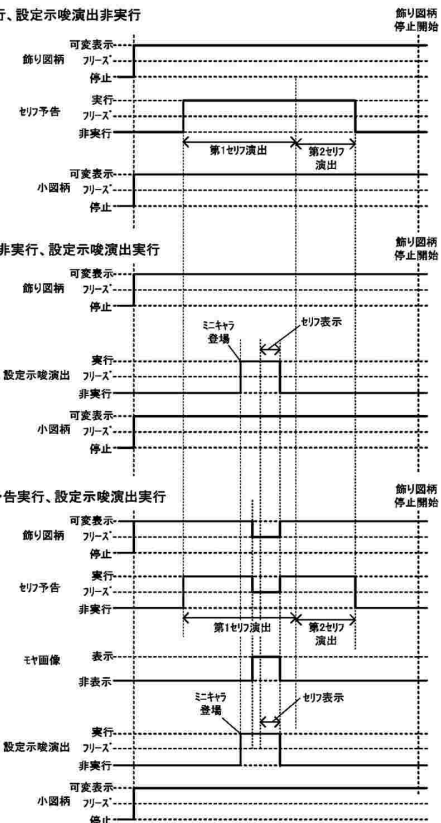 行、設定示唆演出非実行
飾り図柄
停止開始
飾り図柄
可変表示
フリーズ
停止
セリフ予告
実行
フリーズ
非実行
第1セリフ演出
第2セリフ
演出
小図柄
可変表示
フリーズ
停止
非実行、設定示唆演出実行
飾り図柄
停止開始
飾り図柄
可変表示
フリーズ
停止
ミニキャラ
登場
セリフ表示
設定示唆演出
実行
フリーズ
非実行
小図柄
可変表示
フリーズ
停止
告実行、設定示唆演出実行
飾り図柄
停止開始
飾り図柄
可変表示
フリーズ
停止
セリフ予告
実行
フリーズ
非実行
第1セリフ演出
第2セリフ
演出
モヤ画像
表示
非表示
ミニキャラ
登場
セリフ表示
設定示唆演出
実行
フリーズ
非実行
小図柄
可変表示
フリーズ
停止